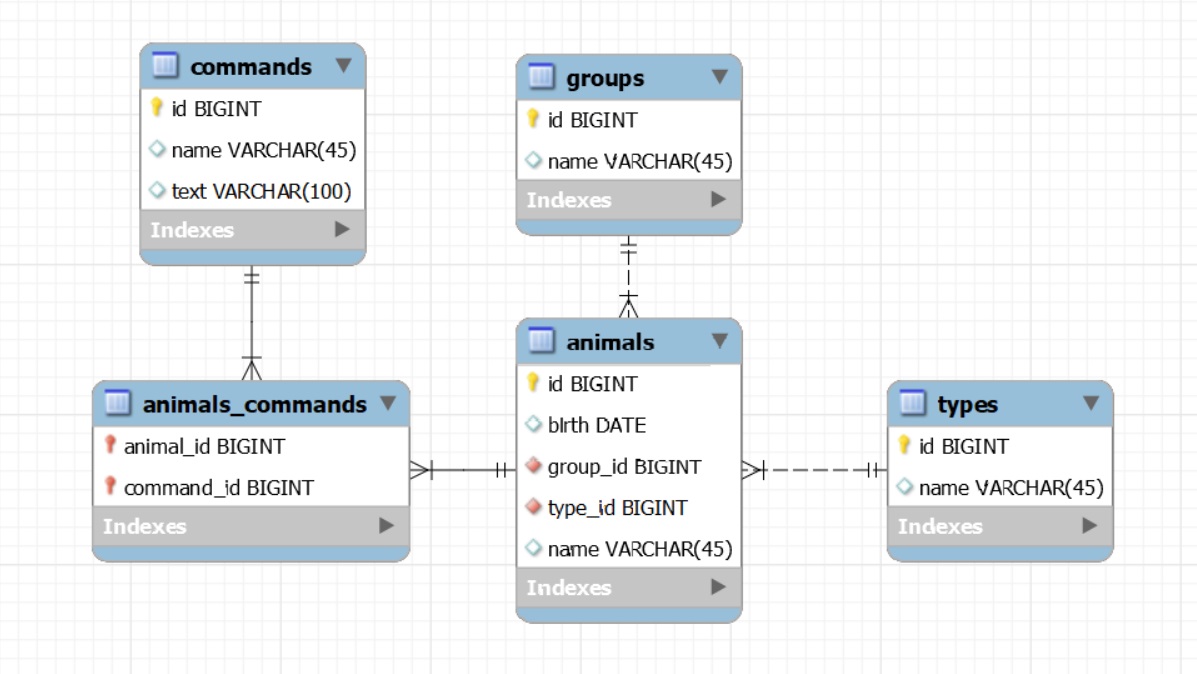 commands
id BIGINT
name VARCHAR(45)
text VARCHAR(100)
Indexes
groups
id BIGINT
name VARCHAR(45)
Indexes
animals_commands
animal_id BIGINT
command_id BIGINT
Indexes
animals
id BIGINT
birth DATE
group_id BIGINT
type_id BIGINT
name VARCHAR(45)
Indexes
types
id BIGINT
name VARCHAR(45)
Indexes